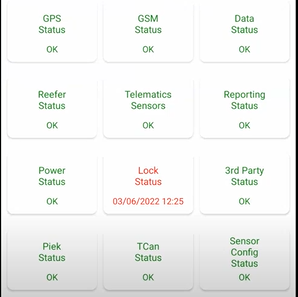 GPS
Status
OK
GSM
Status
OK
Data
Status
OK
Reefer
Status
OK
Telematics
Sensors
OK
Reporting
Status
OK
Power
Status
OK
Lock
Status
03/06/2022 12:25
3rd Party
Status
OK
Piek
Status
OK
TCan
Status
OK
Sensor
Config
Status
OK